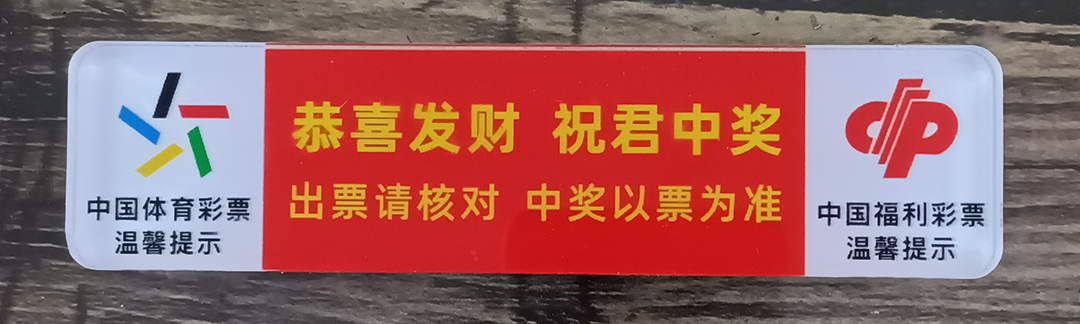 恭喜发财 祝君中奖
出票请核对 中奖以票为准
中国体育彩票
温馨提示
中国福利彩票
温馨提示